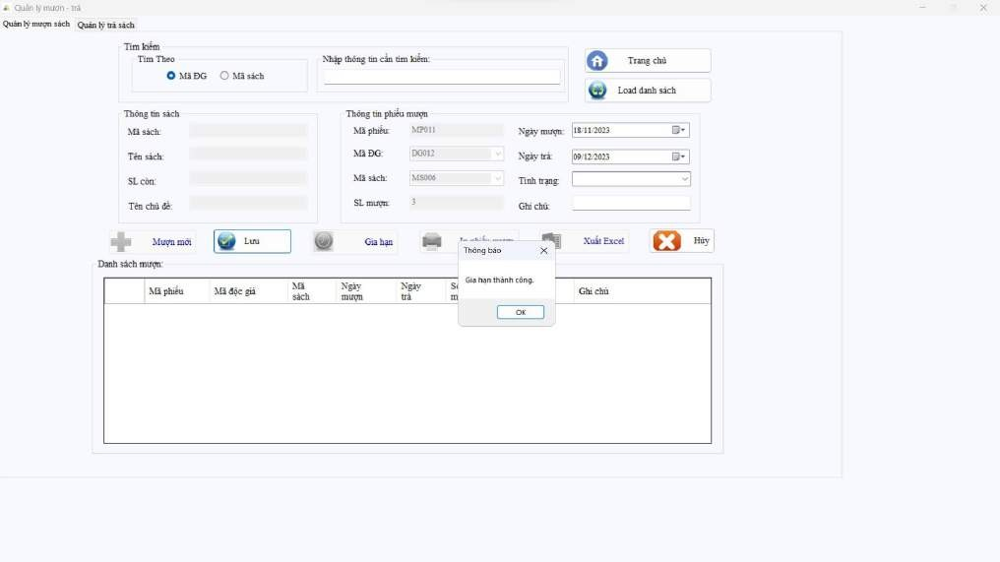 Quản lý mượn - trả
Quản lý mượn sách Quản lý trả sách
Tìm kiếm
Tìm Theo
Mã ĐG Mã sách
Nhập thông tin cần tìm kiếm:
Trang chủ
Load danh sách
Thông tin sách
Mã sách:
Tên sách:
SL còn:
Tên chủ đề:
Thông tin phiếu mượn
Mã phiếu: MP011
Mã ĐG: DG012
Mã sách: MS006
SL mượn: 3
Ngày mượn: 18/11/2023
Ngày trả: 09/12/2023
Tình trạng:
Ghi chú:
Mượn mới Lưu Gia hạn In phiếu mượn Xuất Excel Hủy
Danh sách mượn:
Mã phiếu Mã độc giả Mã sách Ngày mượn Ngày trả Ghi chú
Thông báo
Gia hạn thành công.
OK